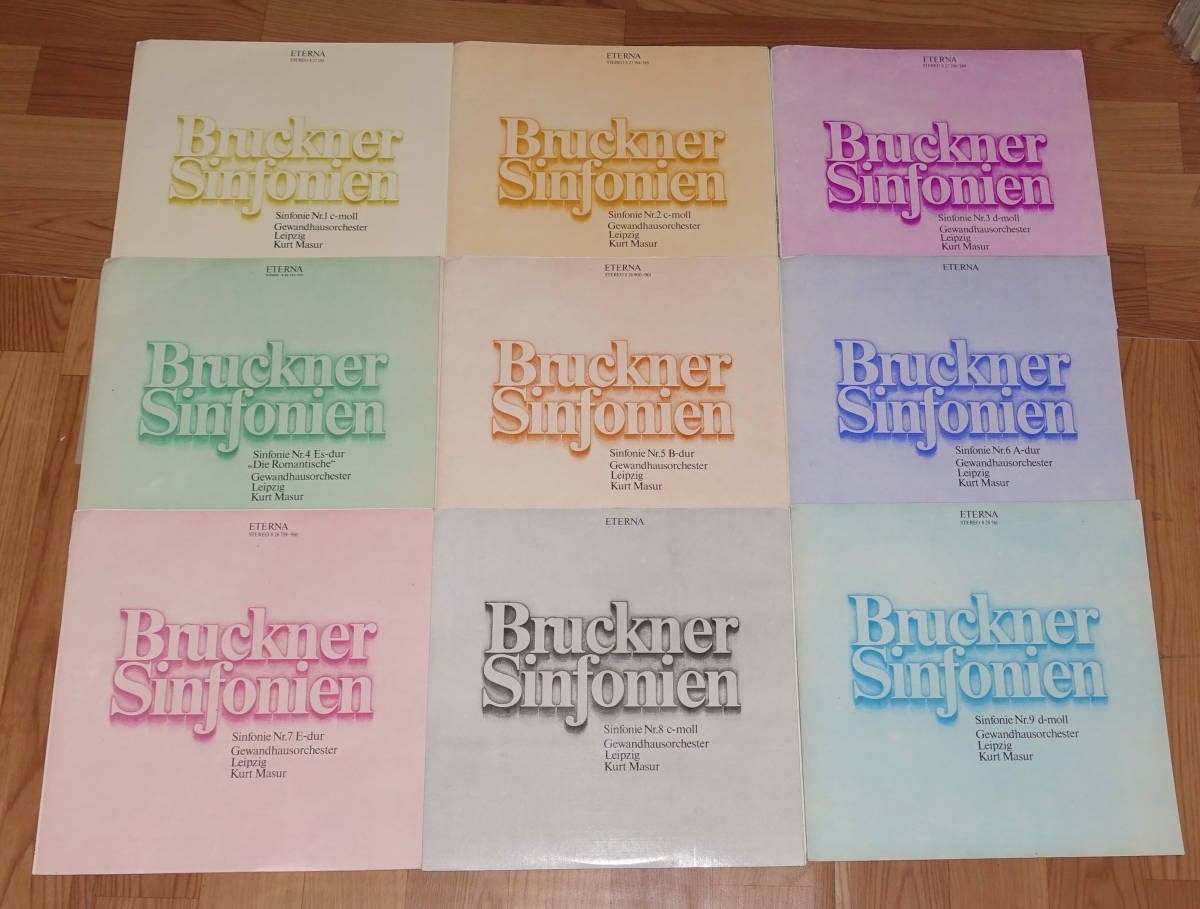 ETERNA
Bruckner
Sinfonien
Sinfonie Nr.1 c-moll
Gewandhausorchester
Leipzig
Kurt Masur
ETERNA
Bruckner
Sinfonien
Sinfonie Nr.2 c-moll
Gewandhausorchester
Leipzig
Kurt Masur
ETERNA
Bruckner
Sinfonien
Sinfonie Nr.3 d-moll
Gewandhausorchester
Leipzig
Kurt Masur
ETERNA
Bruckner
Sinfonien
Sinfonie Nr.4 Es-dur
„Die Romantische“
Gewandhausorchester
Leipzig
Kurt Masur
ETERNA
Bruckner
Sinfonien
Sinfonie Nr.5 B-dur
Gewandhausorchester
Leipzig
Kurt Masur
ETERNA
Bruckner
Sinfonien
Sinfonie Nr.6 A-dur
Gewandhausorchester
Leipzig
Kurt Masur
ETERNA
STEREO
Bruckner
Sinfonien
Sinfonie Nr.7 E-dur
Gewandhausorchester
Leipzig
Kurt Masur
ETERNA
Bruckner
Sinfonien
Sinfonie Nr.8 c-moll
Gewandhausorchester
Leipzig
Kurt Masur
ETERNA
STEREO
Bruckner
Sinfonien
Sinfonie Nr.9 d-moll
Gewandhausorchester
Leipzig
Kurt Masur